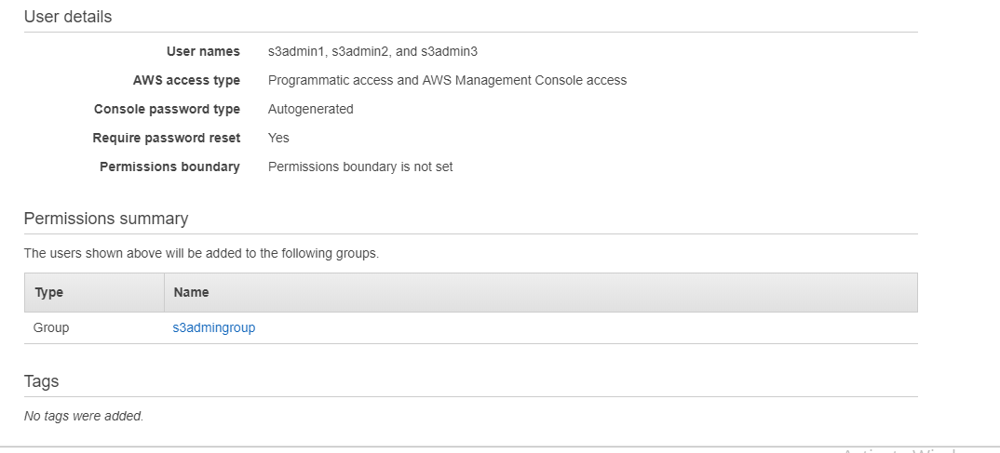 User details
User names s3admin1, s3admin2, and s3admin3
AWS access type Programmatic access and AWS Management Console access
Console password type Autogenerated
Require password reset Yes
Permissions boundary Permissions boundary is not set
Permissions summary
The users shown above will be added to the following groups.
Type Name
Group s3admingroup
Tags
No tags were added.